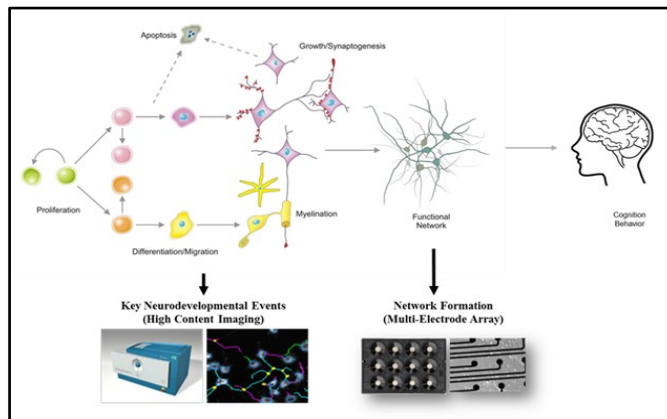 Apoptosis
Growth/Synaptogenesis
Proliferation
Myelination
Differentiation/Migration
Functional
Network
Cognition
Behavior
Key Neurodevelopmental Events
(High Content Imaging)
Network Formation
(Multi-Electrode Array)